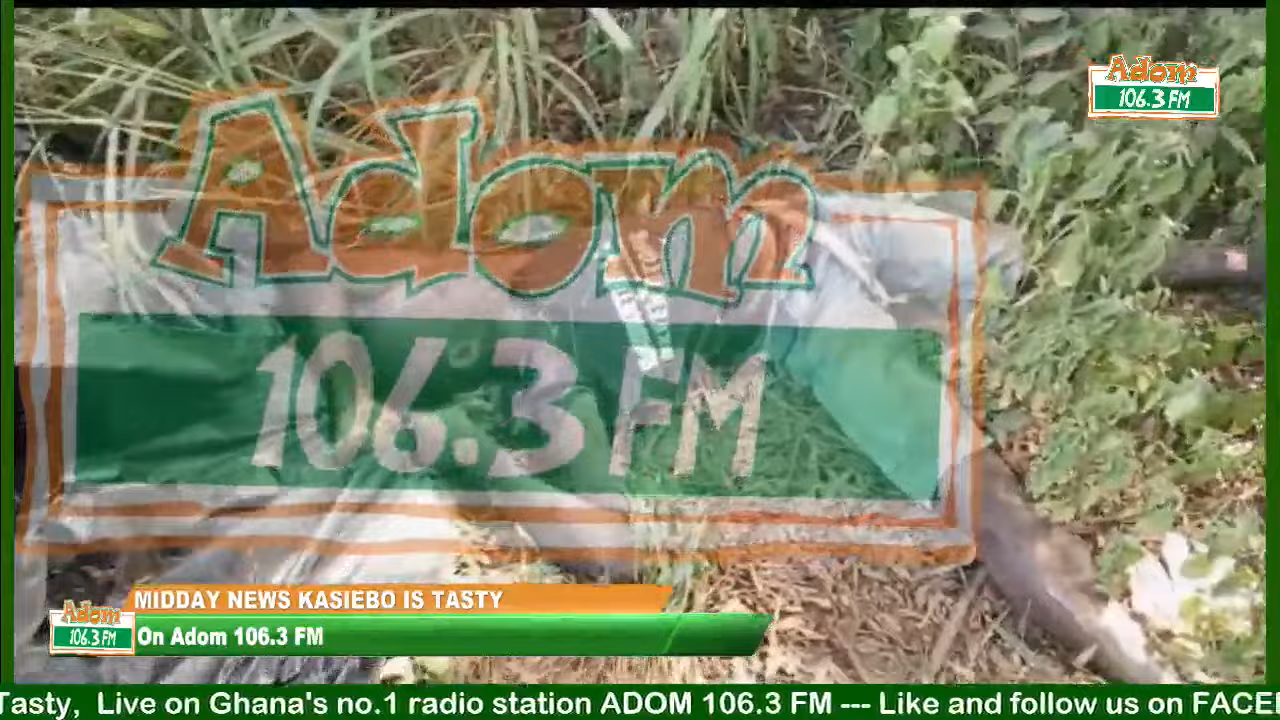 Adom
106.3 FM
Adom
106.3 FM
MIDDAY NEWS KASIEBO IS TASTY
Adom
106.3 FM
On Adom 106.3 FM
Tasty, Live on Ghana's no.1 radio station ADOM 106.3 FM --- Like and follow us on